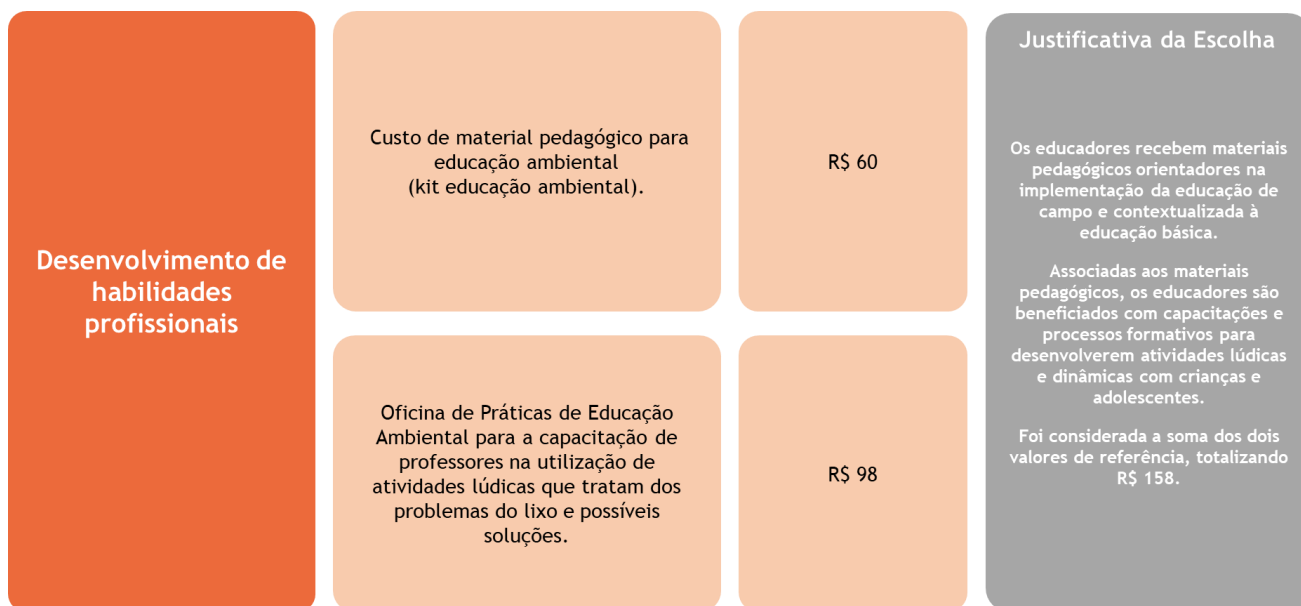 Desenvolvimento de
habilidades
profissionais
Custo de material pedagógico para
educação ambiental
(kit educação ambiental).
R$ 60
Oficina de Práticas de Educação
Ambiental para a capacitação de
professores na utilização de
atividades lúdicas que tratam dos
problemas do lixo e possíveis
soluções.
R$ 98
Justificativa da Escolha
Os educadores recebem materiais
pedagógicos orientadores na
implementação da educação de
campo e contextualizada à
educação básica.
Associadas aos materiais
pedagógicos, os educadores são
beneficiados com capacitações e
processos formativos para
desenvolverem atividades lúdicas
e dinâmicas com crianças e
adolescentes.
Foi considerada a soma dos dois
valores de referência, totalizando
R$ 158.